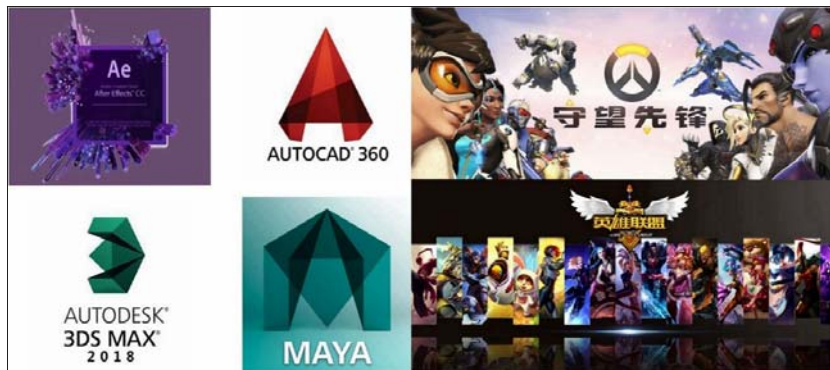 Ae
After Effects® CC
AUTOCAD® 360
守望先锋®
AUTODESK®
3DS MAX®
2018
MAYA
英雄联盟